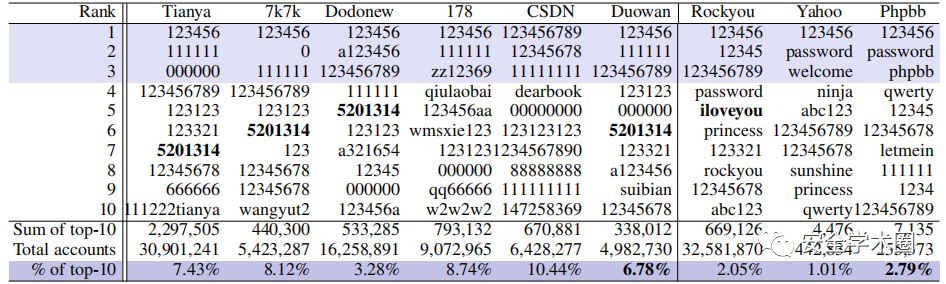 Rank Tianya 7k7k Dodonew 178 CSDN Duowan Rockyou Yahoo Phpbb
1 123456 123456 123456 123456 123456789 123456 123456 123456 123456
2 111111 0 a123456 111111 12345678 111111 12345 password password
3 000000 111111 123456789 zz12369 11111111 123456789 123456789 welcome phpbb
4 123456789 123456789 111111 qiulaobai dearbook 123123 password ninja qwerty
5 123123 123123 5201314 123456aa 00000000 000000 iloveyou abc123 12345
6 123321 5201314 123123 wmsxie123 123123123 5201314 princess 123456789 12345678
7 5201314 123 a321654 123123 1234567890 123321 123321 12345678 letmein
8 12345678 12345678 12345 000000 88888888 a123456 rockyou sunshine 111111
9 666666 12345678 000000 qq66666 111111111 suibian 12345678 princess 1234
10 111222tianya wangyut2 123456a w2w2w2 147258369 12345678 abc123 qwerty 123456789
Sum of top-10 2,297,505 440,300 533,285 793,132 670,881 338,012 669,126 4,476 7,135
Total accounts 30,901,241 5,423,287 16,258,891 9,072,965 6,428,277 4,982,730 32,581,870
% of top-10 7.43% 8.12% 3.28% 8.74% 10.44% 6.78% 2.05% 1.01% 2.79%
安全学术圈